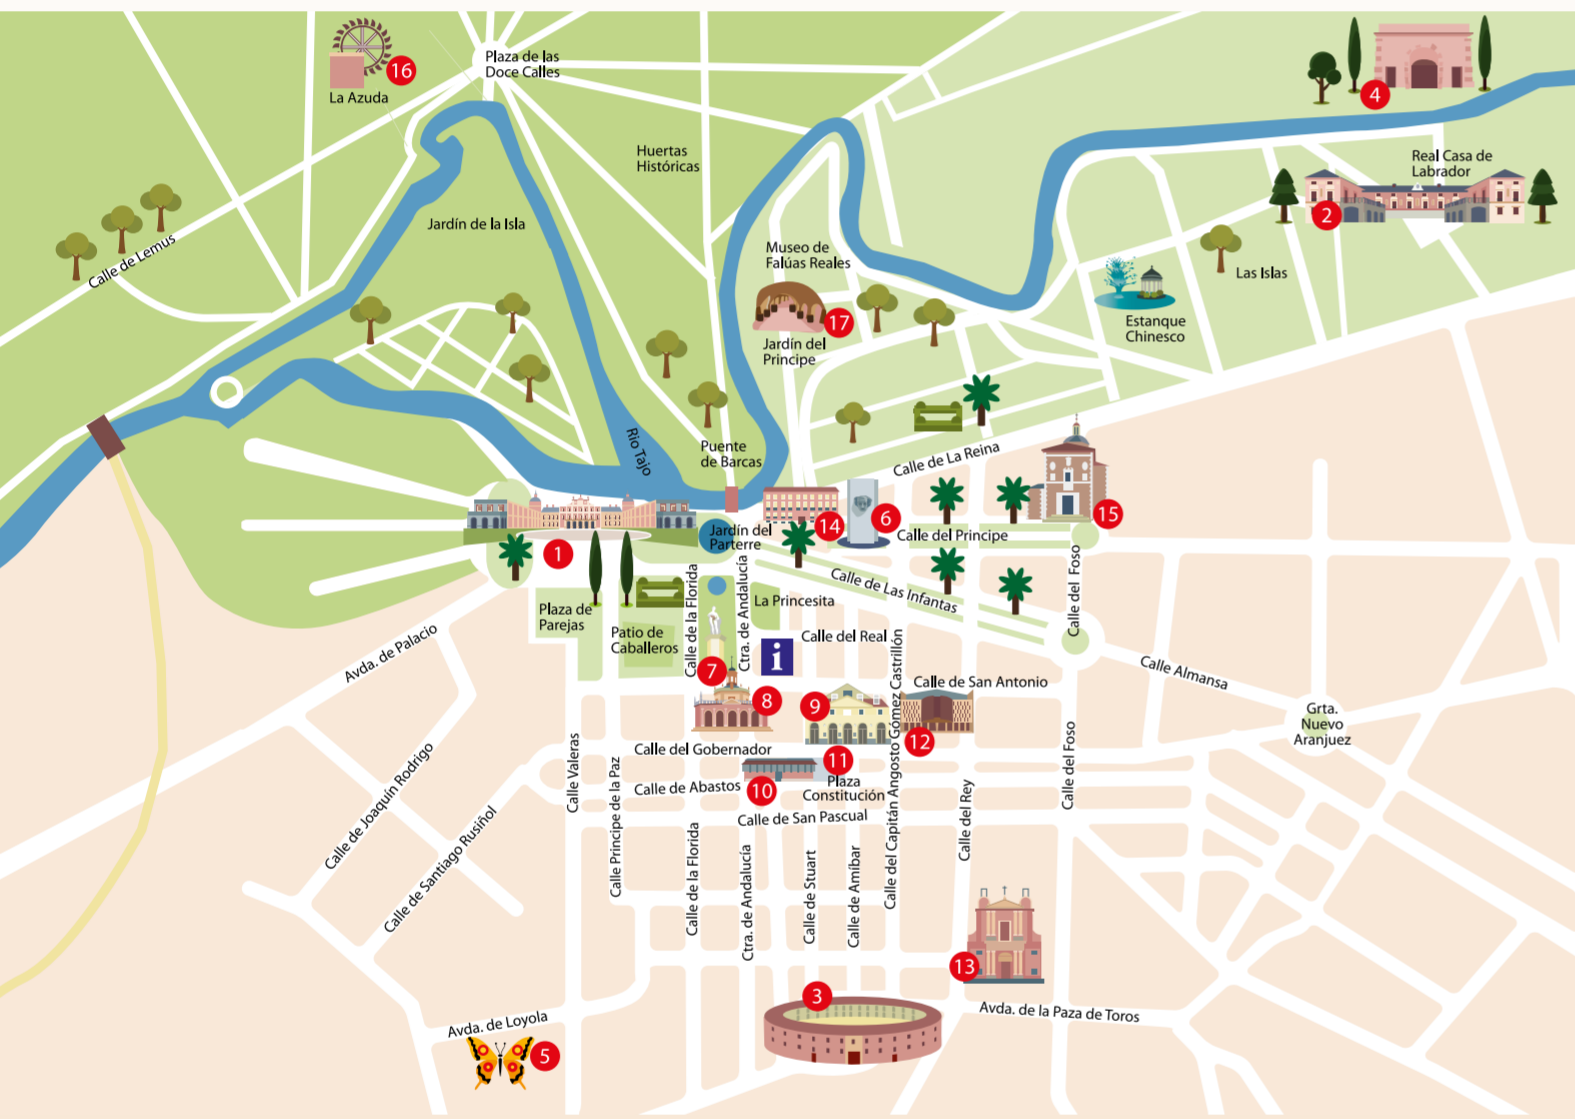 Plaza de las
Doce Calles
16
La Azuda
4
Huertas
Históricas
Real Casa de
Labrador
2
Jardín de la Isla
Calle de Lemus
Museo de
Falúas Reales
Las Islas
17
Estanque
Chinesco
Jardín del
Principe
Rio Tajo
Puente
de Barcas
Calle de La Reina
14
6
15
Jardín del
Parterre
Calle del Principe
1
Calle de Las Infantas
Calle del Foso
Plaza de
Parejas
Patio de
Caballeros
Calle de la Florida
Ctra. de Andalucía
La Princesita
Calle del Real
i
Avda. de Palacio
7
8
9
Calle del Capitán Angosto Gómez Castrillón
Calle de San Antonio
Calle Almansa
12
Grta.
Nuevo
Aranjuez
Calle del Gobernador
11
Calle de Abastos
10
Plaza
Constitución
Calle de San Pascual
Calle de Joaquín Rodrigo
Calle de Santiago Rusiñol
Calle Valeras
Calle Principe de la Paz
Calle de la Florida
Ctra. de Andalucía
Calle de Stuart
Calle de Amíbar
Calle del Rey
Calle del Foso
13
3
Avda. de la Paza de Toros
Avda. de Loyola
5